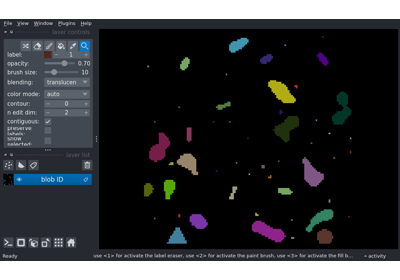 File View Window Plugins Help
layer controls
label: 1
opacity: 0.70
brush size: 10
blending: translucen
color mode: auto
contour: 0
n edit dim: 2
contiguous:
preserve
labels:
show
selected:
layer list
blob ID
Ready use <1> for activate the label eraser, use <2> for activate the paint brush, use <3> for activate the fill b... activity